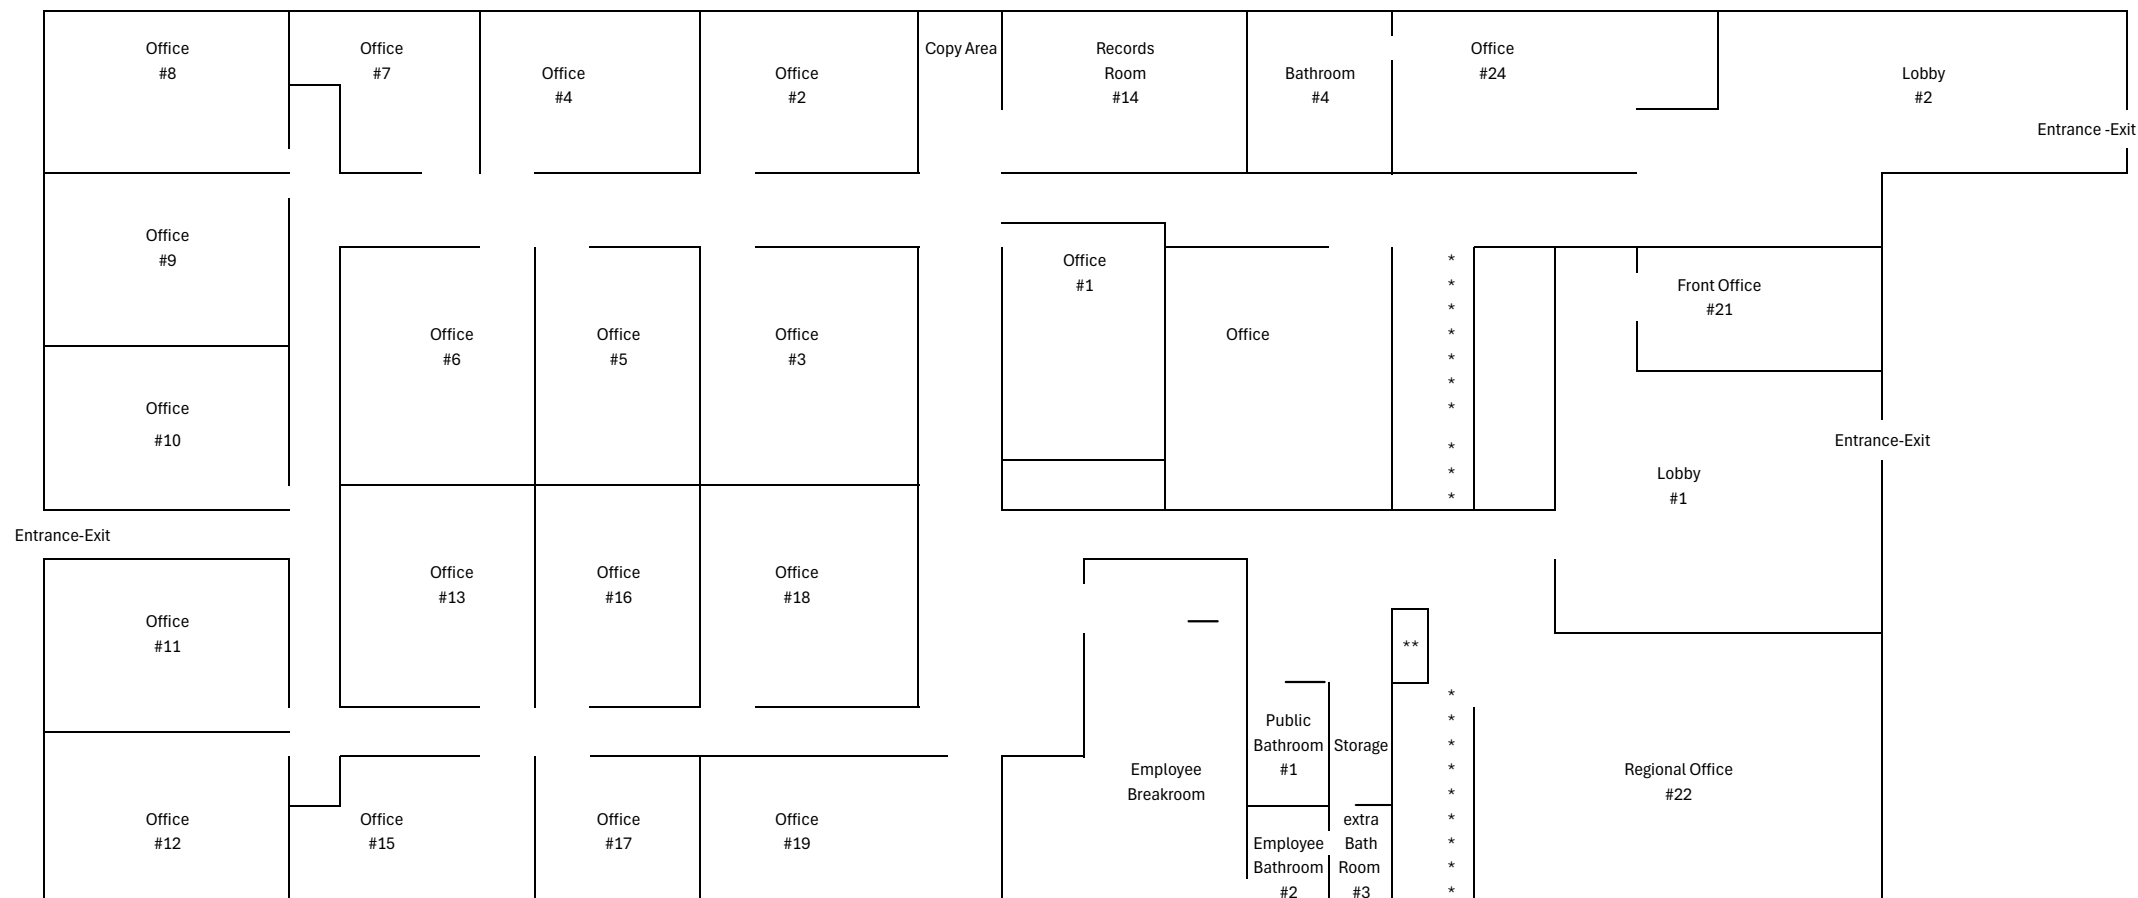 Office
#8
Office
#7
Office
#4
Office
#2
Copy Area
Records
Room
#14
Bathroom
#4
Office
#24
Lobby
#2
Entrance -Exit
Office
#9
Office
#6
Office
#5
Office
#3
Office
#1
Office
*
*
*
*
*
*
*
*
*
*
Front Office
#21
Office
#10
Entrance-Exit
Lobby
#1
Entrance-Exit
Office
#11
Office
#13
Office
#16
Office
#18
**
Office
#12
Office
#15
Office
#17
Office
#19
Employee
Breakroom
Public
Bathroom
#1
Storage
Employee
Bathroom
#2
extra
Bath
Room
#3
*
*
*
*
*
*
*
*
*
Regional Office
#22